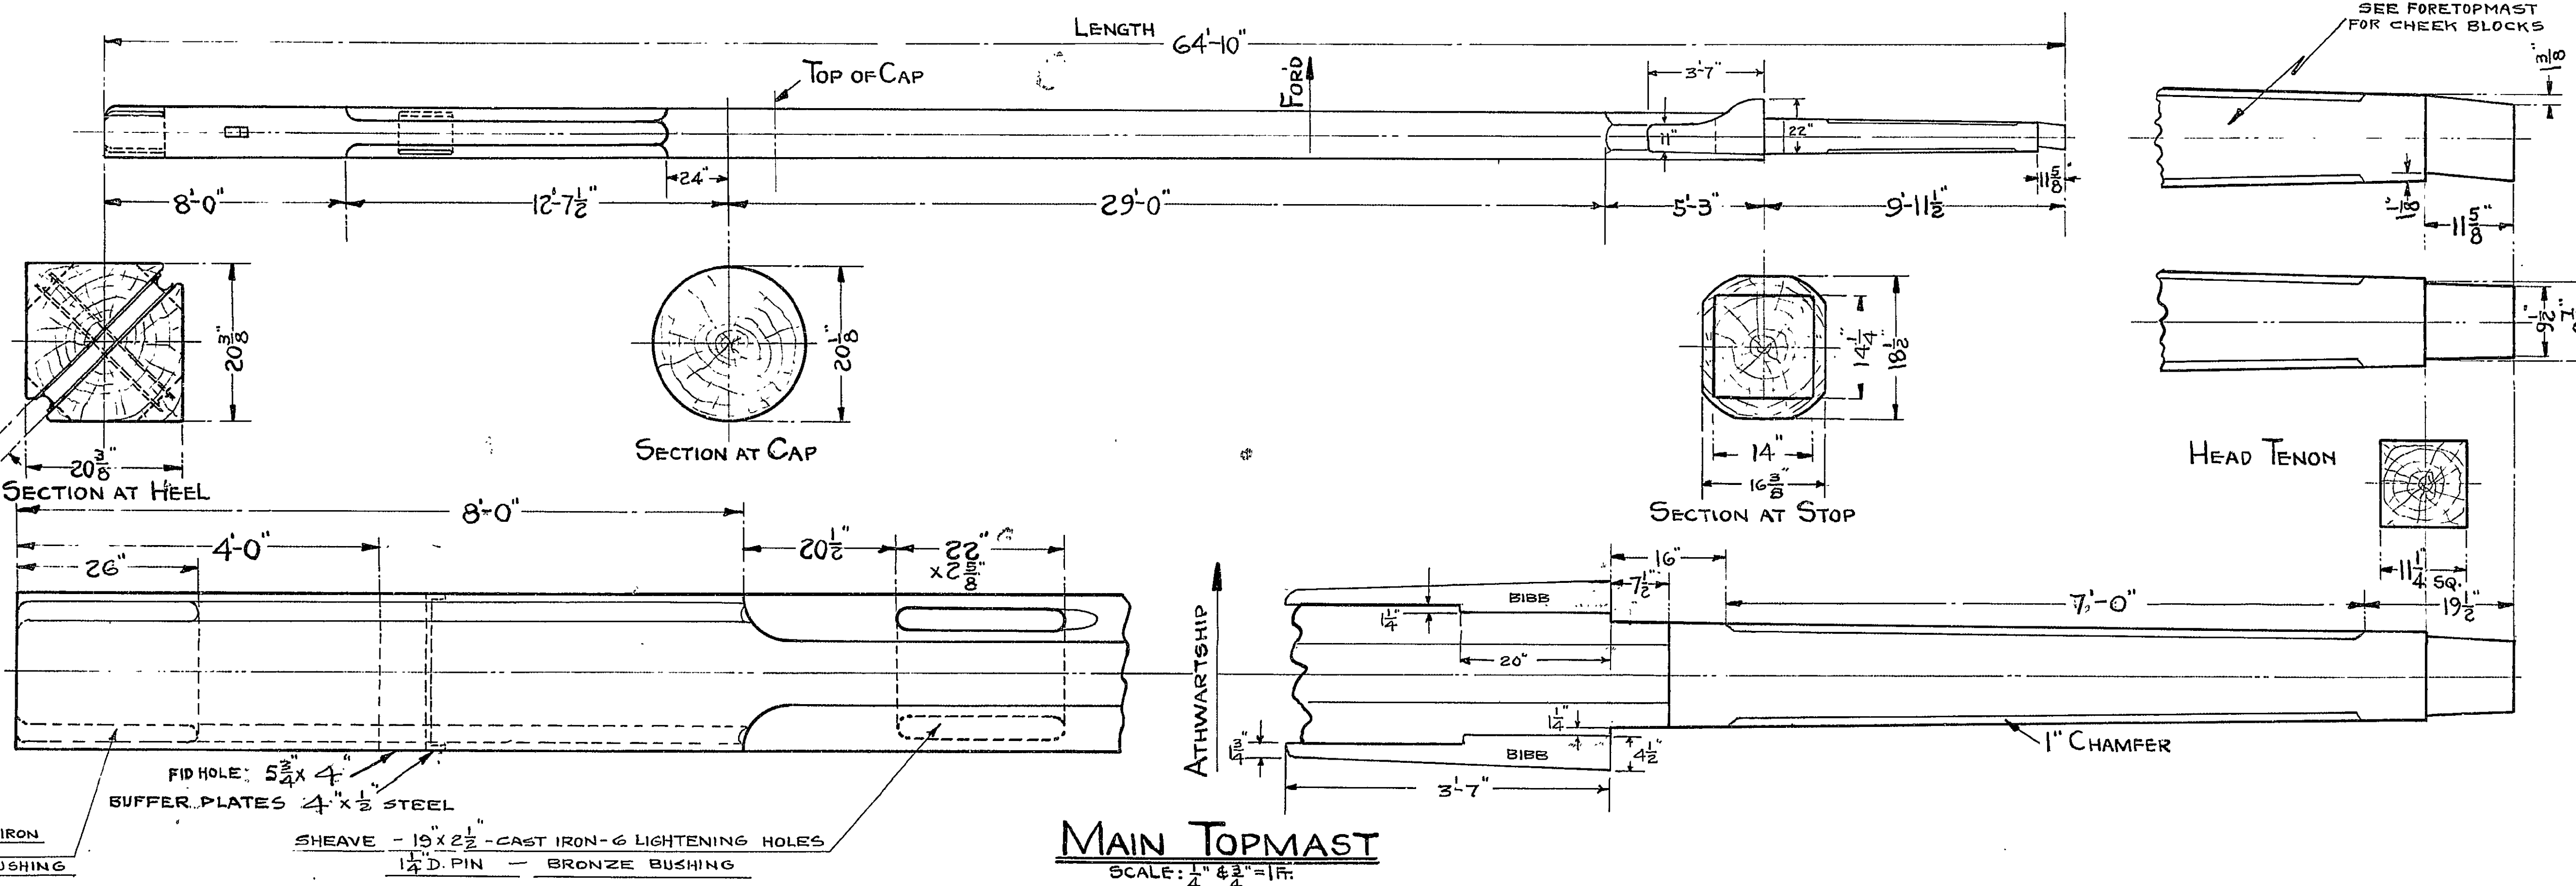 LENGTH
64'-10"
SEE FORETOPMAST
FOR CHEEK BLOCKS
TOP OF CAP
FOR'D
3'-7"
11"
22"
1 3/8"
24"
11 5/8"
8'-0"
12'-7 1/2"
29'-0"
5'-3"
9'-11 1/2"
1/8"
11 5/8"
20 3/8"
20 3/8"
SECTION AT HEEL
20 1/8"
SECTION AT CAP
14 1/4"
18 1/2"
14"
16 3/8"
SECTION AT STOP
9 1/2"
HEAD TENON
11 1/4" SQ.
8'-0"
4'-0"
26"
20 1/2"
22"
x 2 5/8"
ATHWARTSHIP
16"
7 1/2"
BIBB
1 1/4"
20"
7'-0"
19 1/2"
1 1/4"
1 3/4"
BIBB
4 1/2"
3'-7"
1" CHAMFER
FID HOLE: 5 3/4" x 4"
BUFFER PLATES 4" x 1/2" STEEL
IRON
SHEAVE - 19" x 2 1/2" - CAST IRON - 6 LIGHTENING HOLES
1 1/4" D. PIN — BRONZE BUSHING
MAIN TOPMAST
SCALE: 1/4" & 3/4" = 1 FT.